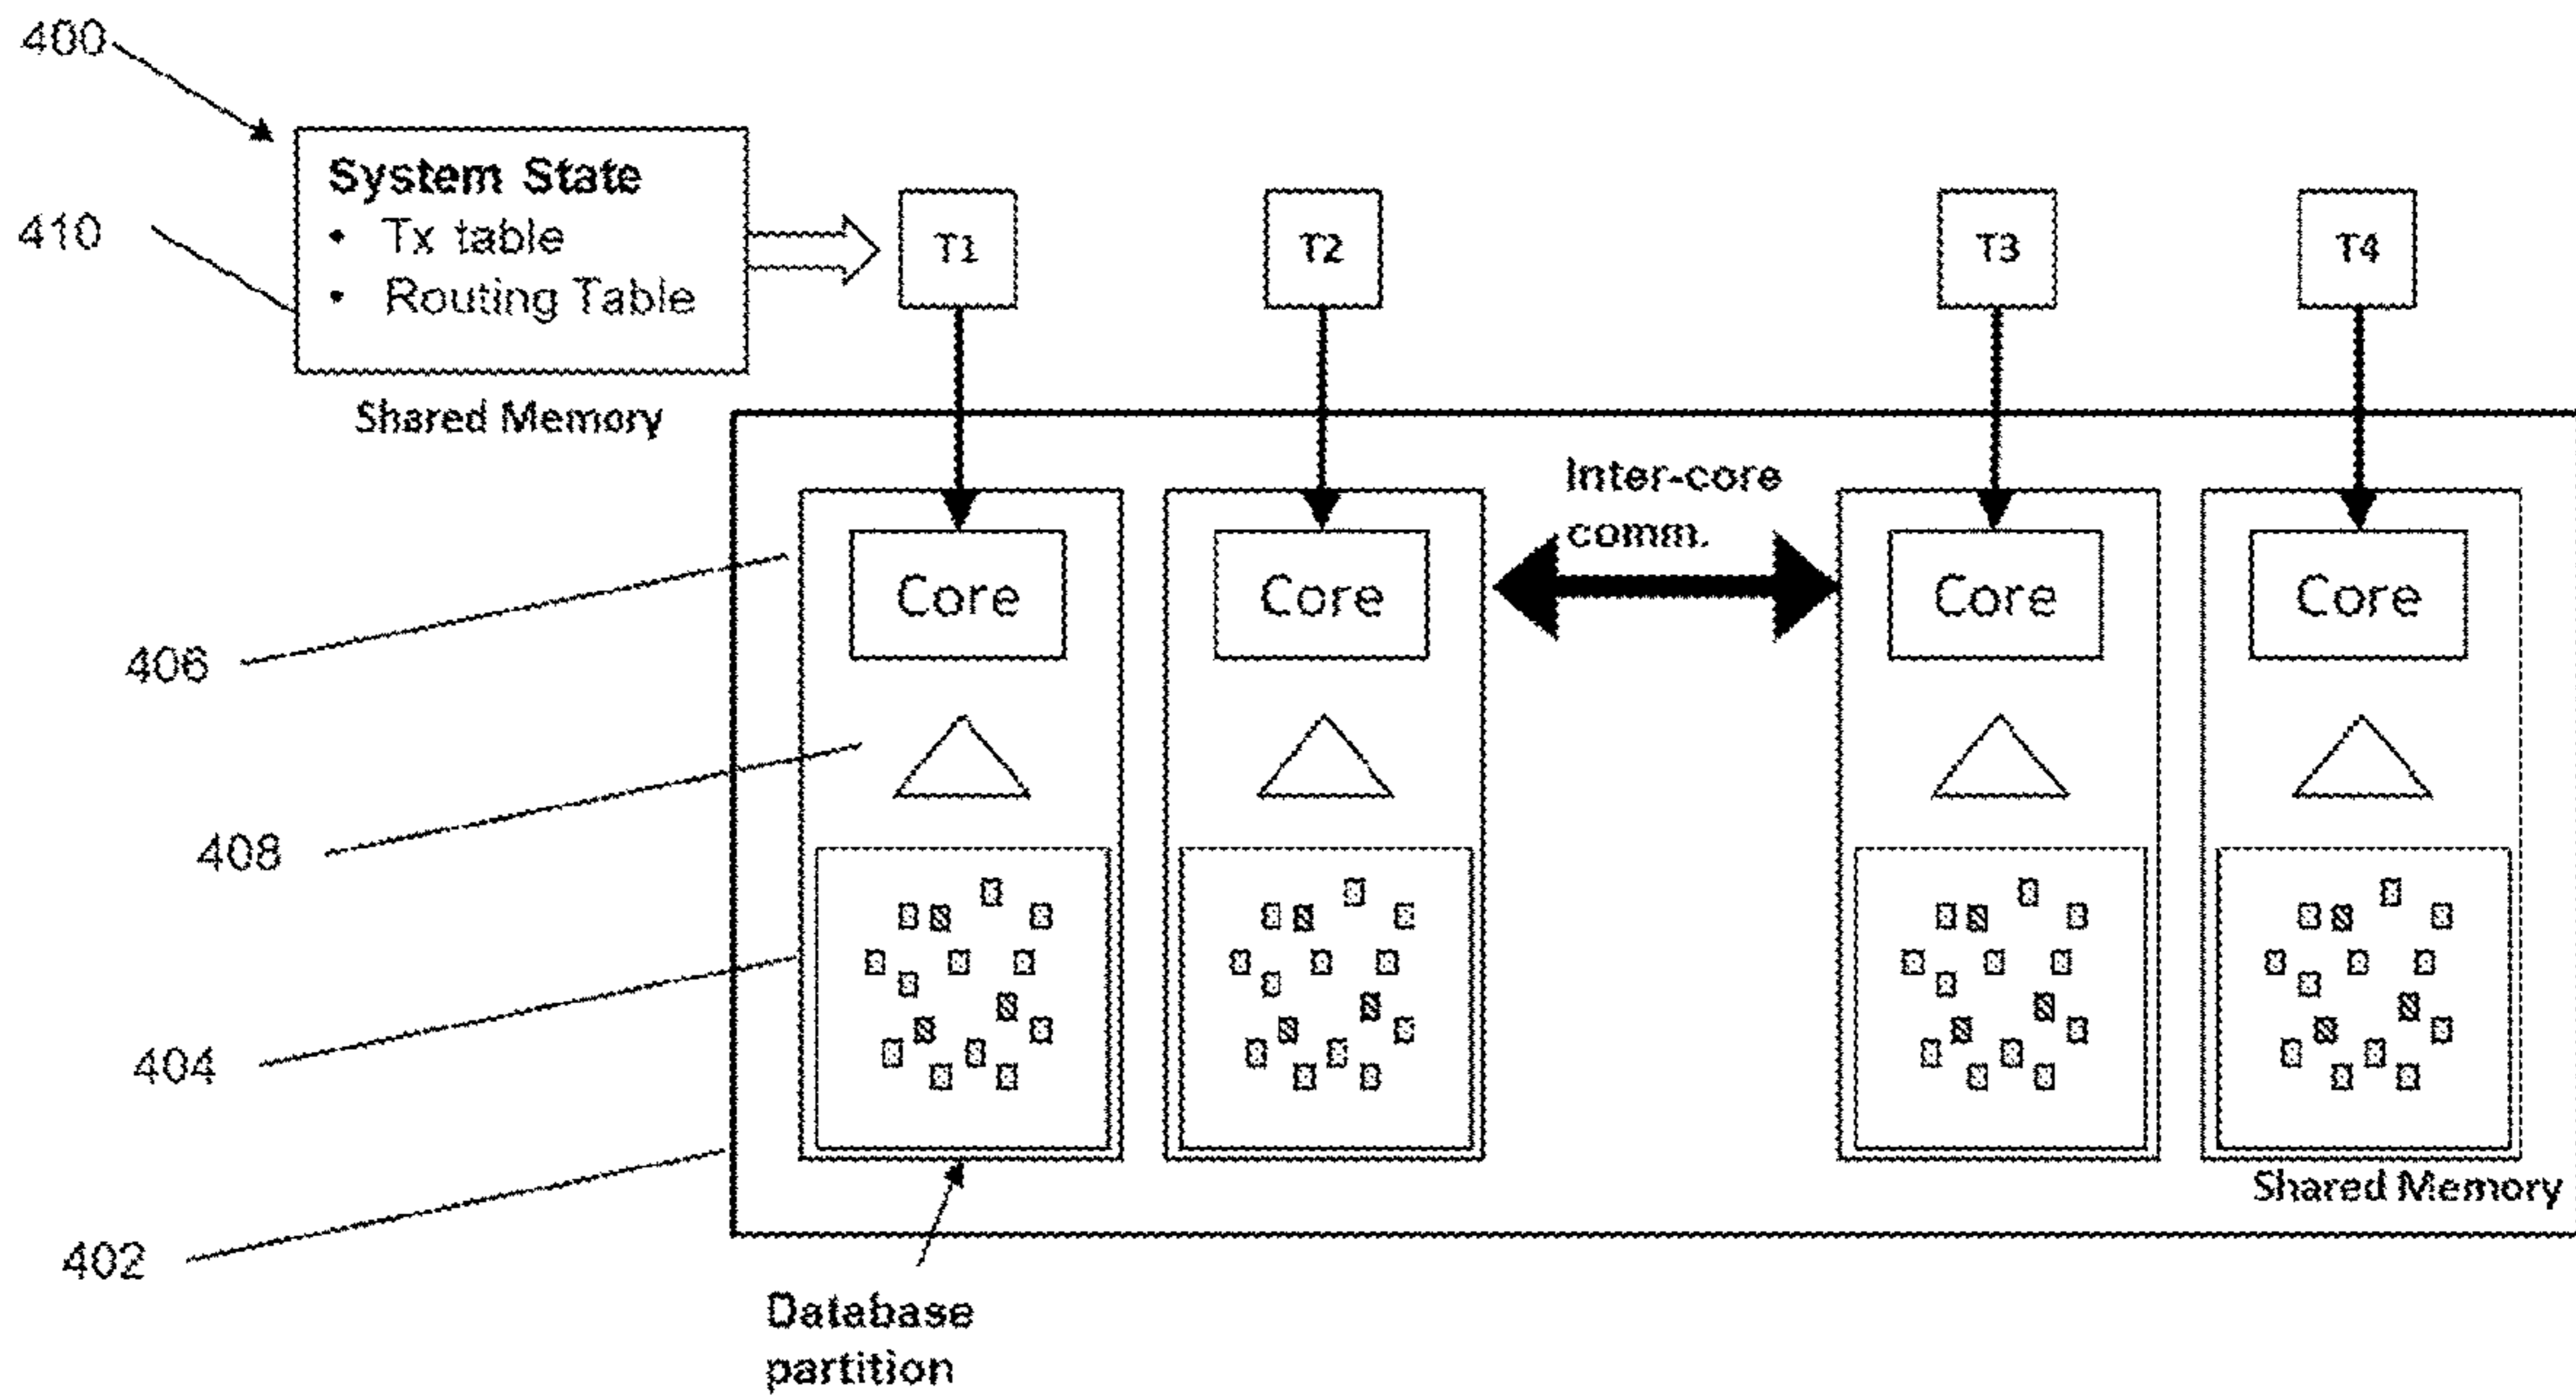 400
System State
• Tx table
• Routing Table
410
Shared Memory
T1
T2
T3
T4
Inter-core
comm.
Core
Core
Core
Core
406
408
404
402
Shared Memory
Database
partition